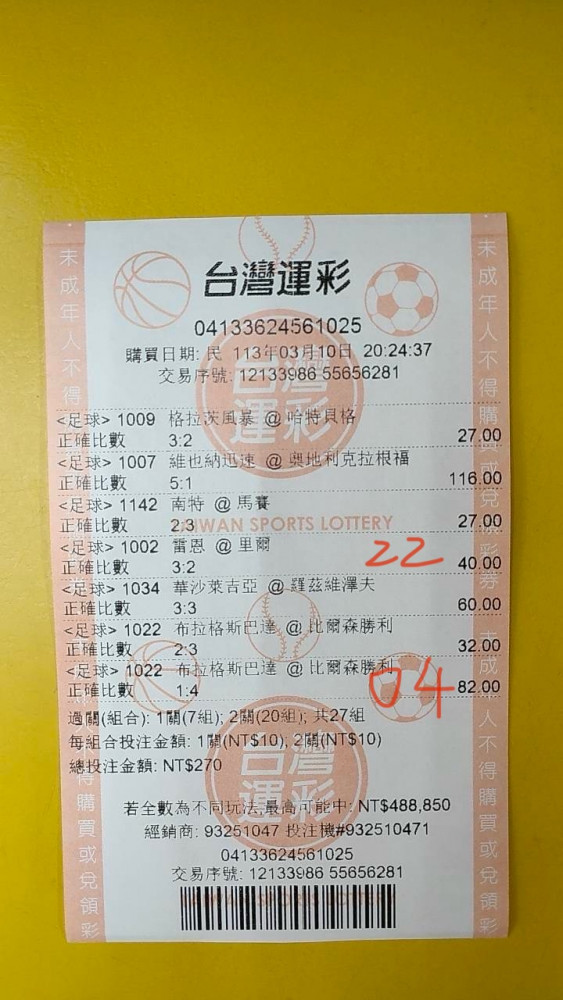 台灣運彩
04133624561025
購買日期: 民 113年03月10日 20:24:37
交易序號: 12133986 55656281
<足球> 1009 格拉茨風暴 @ 哈特貝格
正確比數 3:2 27.00
<足球> 1007 維也納迅速 @ 奧地利克拉根福
正確比數 5:1 116.00
<足球> 1142 南特 @ 馬賽
正確比數 2:3 27.00
TAIWAN SPORTS LOTTERY
<足球> 1002 雷恩 @ 里爾
22
正確比數 3:2 40.00
<足球> 1034 華沙萊吉亞 @ 羅茲維澤夫
正確比數 3:3 60.00
<足球> 1022 布拉格斯巴達 @ 比爾森勝利
正確比數 2:3 32.00
<足球> 1022 布拉格斯巴達 @ 比爾森勝利
04
正確比數 1:4 82.00
過關(組合): 1關(7組); 2關(20組); 共27組
每組合投注金額: 1關(NT$10); 2關(NT$10)
總投注金額: NT$270
台灣運彩
若全數為不同玩法,最高可能中: NT$488,850
經銷商: 93251047 投注機#932510471
04133624561025
交易序號: 12133986 55656281
未成年人不得購買或兌領彩券
未成年人不得購買或兌領彩